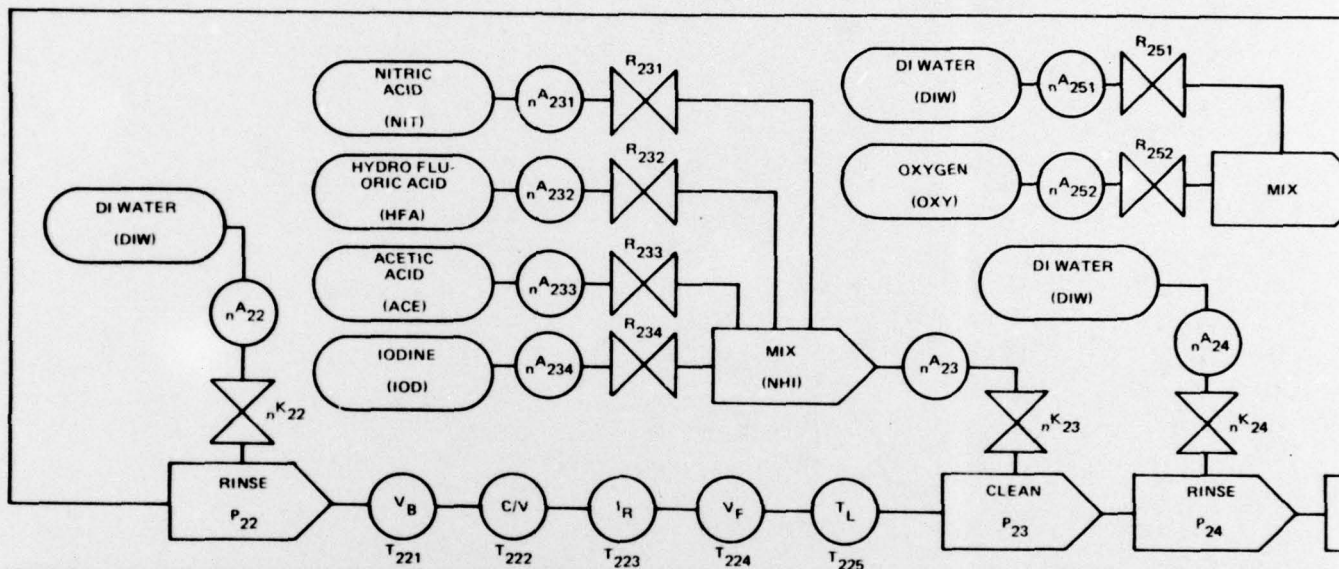 NITRIC
ACID
(NIT)
nA231
R231
HYDRO FLU-
ORIC ACID
(HFA)
nA232
R232
ACETIC
ACID
(ACE)
nA233
R233
IODINE
(IOD)
nA234
R234
MIX
(NHI)
nA23
nK23
DI WATER
(DIW)
nA22
nK22
DI WATER
(DIW)
nA251
R251
OXYGEN
(OXY)
nA252
R252
MIX
DI WATER
(DIW)
nA24
nK24
RINSE
P22
VB
T221
C/V
T222
IR
T223
VF
T224
TL
T225
CLEAN
P23
RINSE
P24